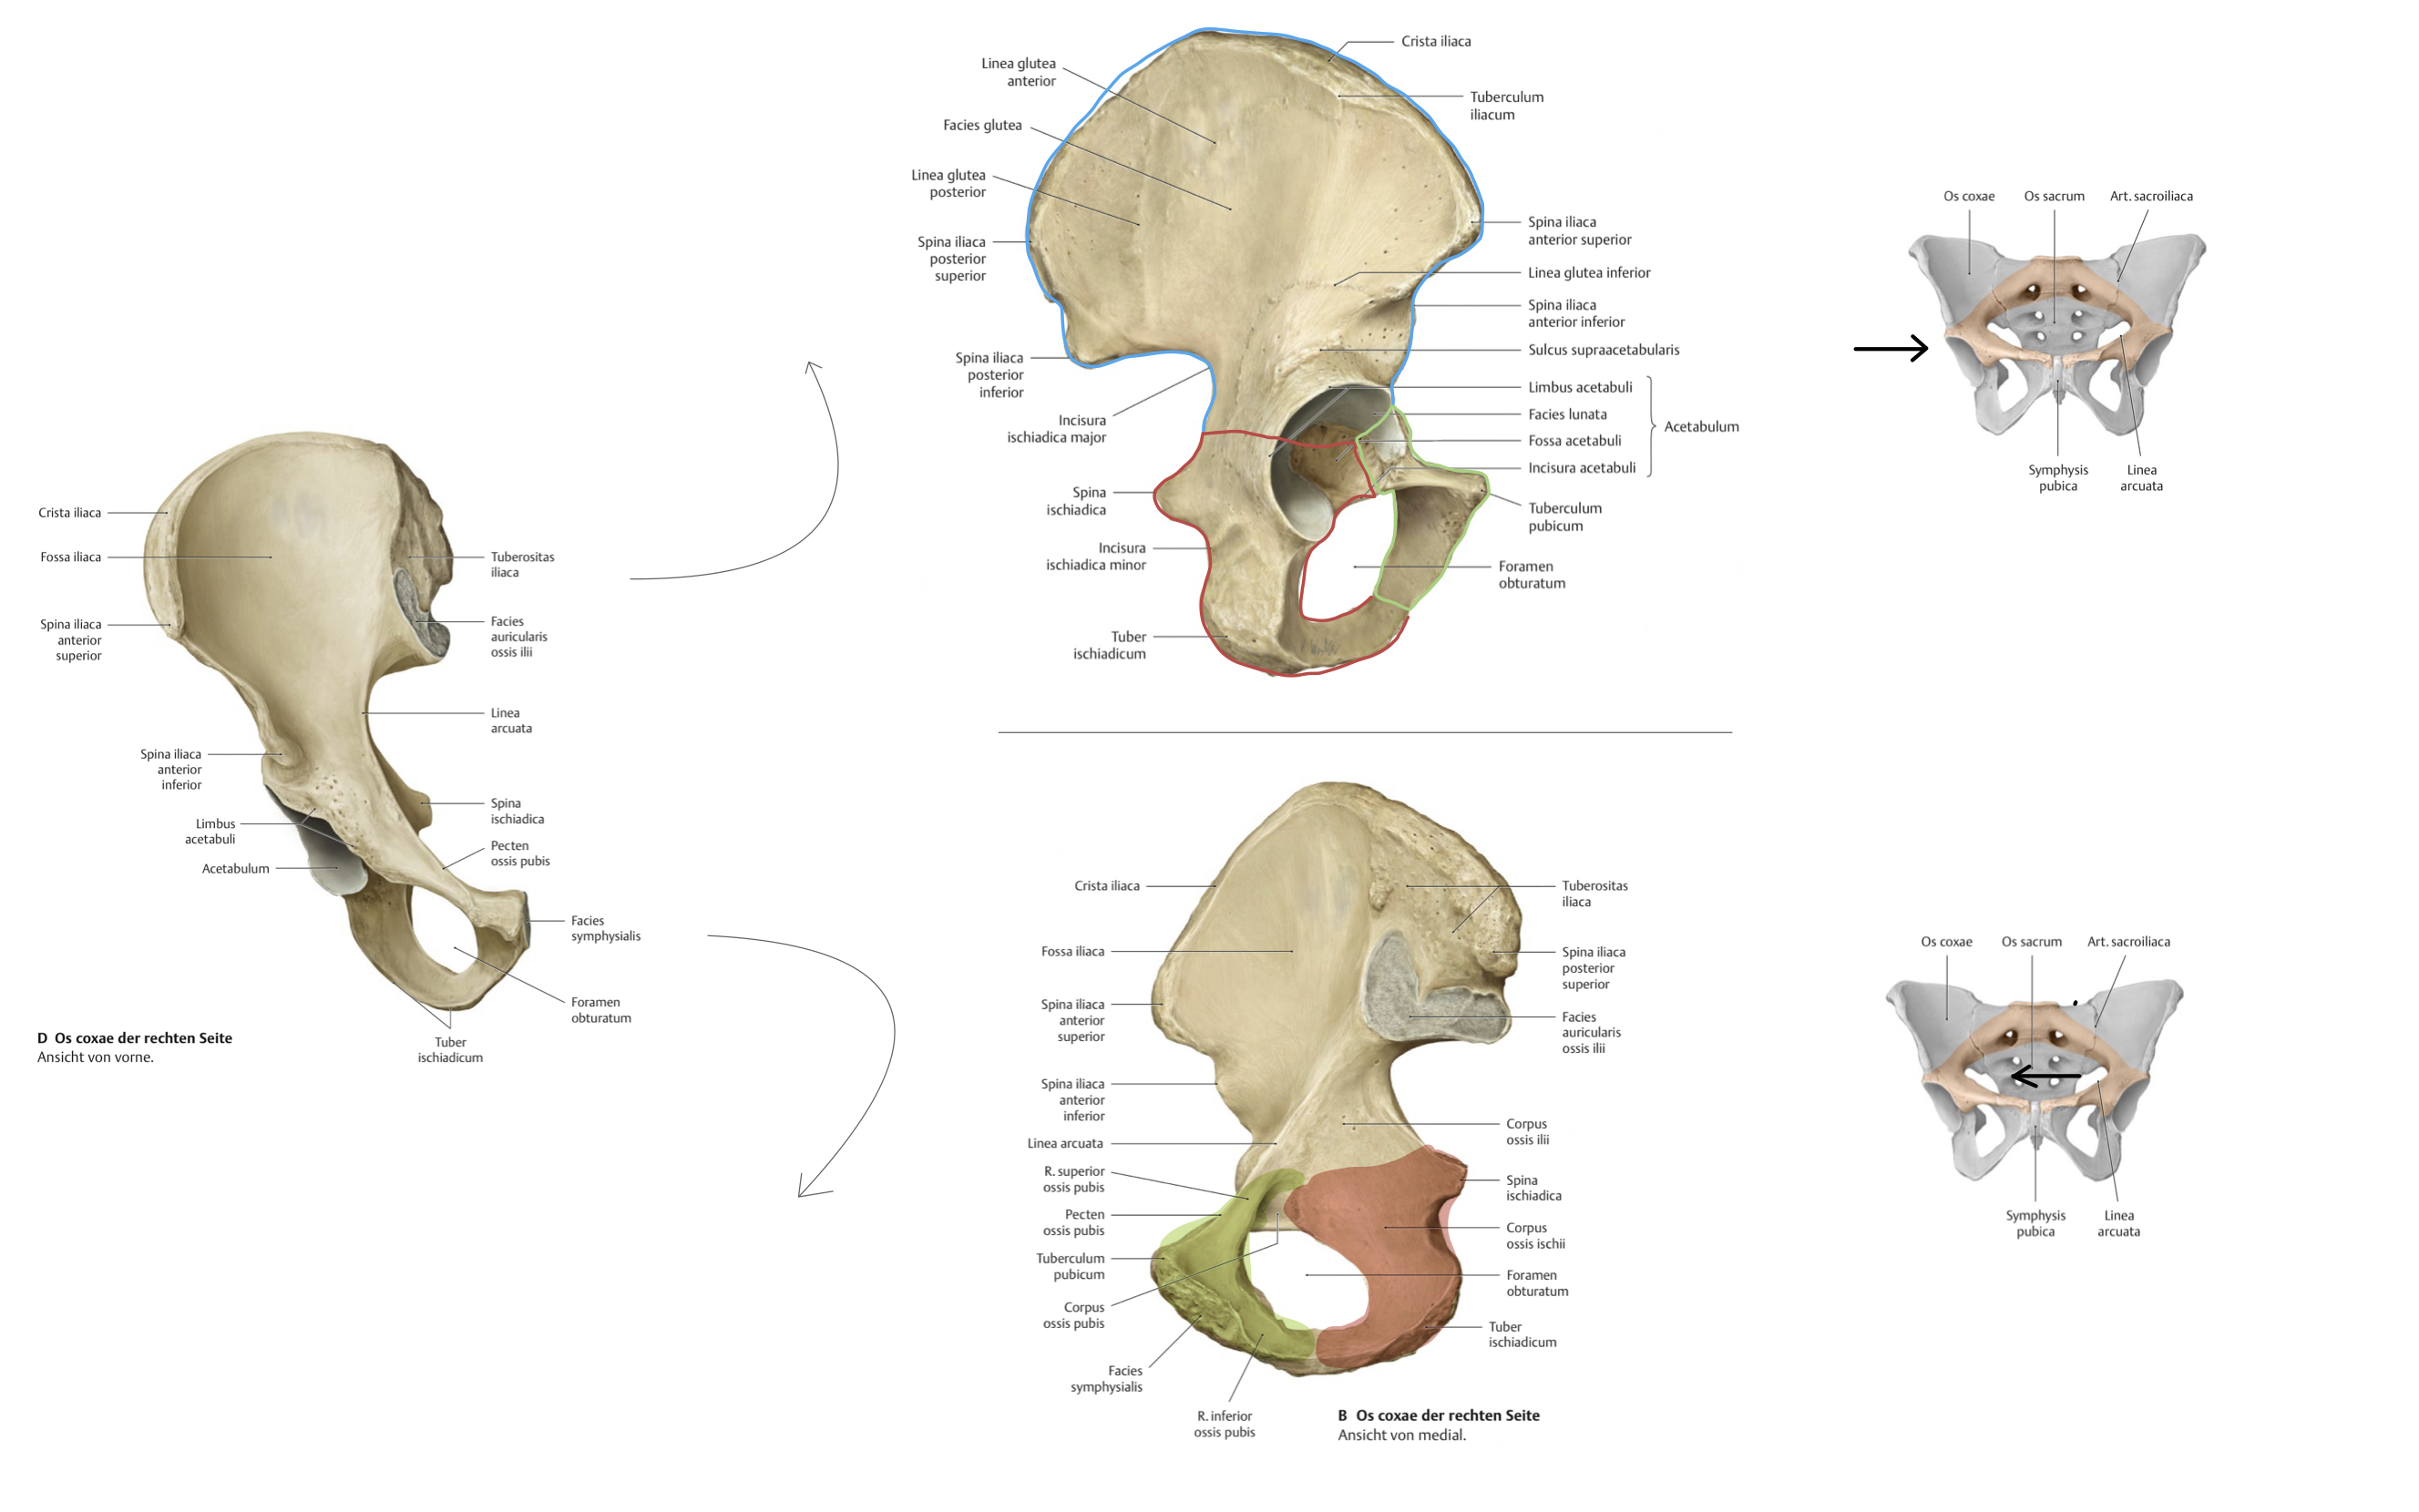 Crista iliaca
Fossa iliaca
Spina iliaca
anterior
superior
Spina iliaca
anterior
inferior
Limbus
acetabuli
Acetabulum
Tuberositas
iliaca
Facies
auricularis
ossis ilii
Linea
arcuata
Spina
ischiadica
Pecten
ossis pubis
Facies
symphysialis
Foramen
obturatum
Tuber
ischiadicum
D Os coxae der rechten Seite
Ansicht von vorne.
Linea glutea
anterior
Facies glutea
Linea glutea
posterior
Spina iliaca
posterior
superior
Spina iliaca
posterior
inferior
Incisura
ischiadica major
Spina
ischiadica
Incisura
ischiadica minor
Tuber
ischiadicum
Crista iliaca
Tuberculum
iliacum
Spina iliaca
anterior superior
Linea glutea inferior
Spina iliaca
anterior inferior
Sulcus supraacetabularis
Limbus acetabuli
Facies lunata
Fossa acetabuli
Incisura acetabuli
Acetabulum
Tuberculum
pubicum
Foramen
obturatum
Os coxae
Os sacrum
Art. sacroiliaca
Symphysis
pubica
Linea
arcuata
Crista iliaca
Fossa iliaca
Spina iliaca
anterior
superior
Spina iliaca
anterior
inferior
Linea arcuata
R. superior
ossis pubis
Pecten
ossis pubis
Tuberculum
pubicum
Corpus
ossis pubis
Facies
symphysialis
R. inferior
ossis pubis
Tuberositas
iliaca
Spina iliaca
posterior
superior
Facies
auricularis
ossis ilii
Corpus
ossis ilii
Spina
ischiadica
Corpus
ossis ischii
Foramen
obturatum
Tuber
ischiadicum
B Os coxae der rechten Seite
Ansicht von medial.
Os coxae
Os sacrum
Art. sacroiliaca
Symphysis
pubica
Linea
arcuata